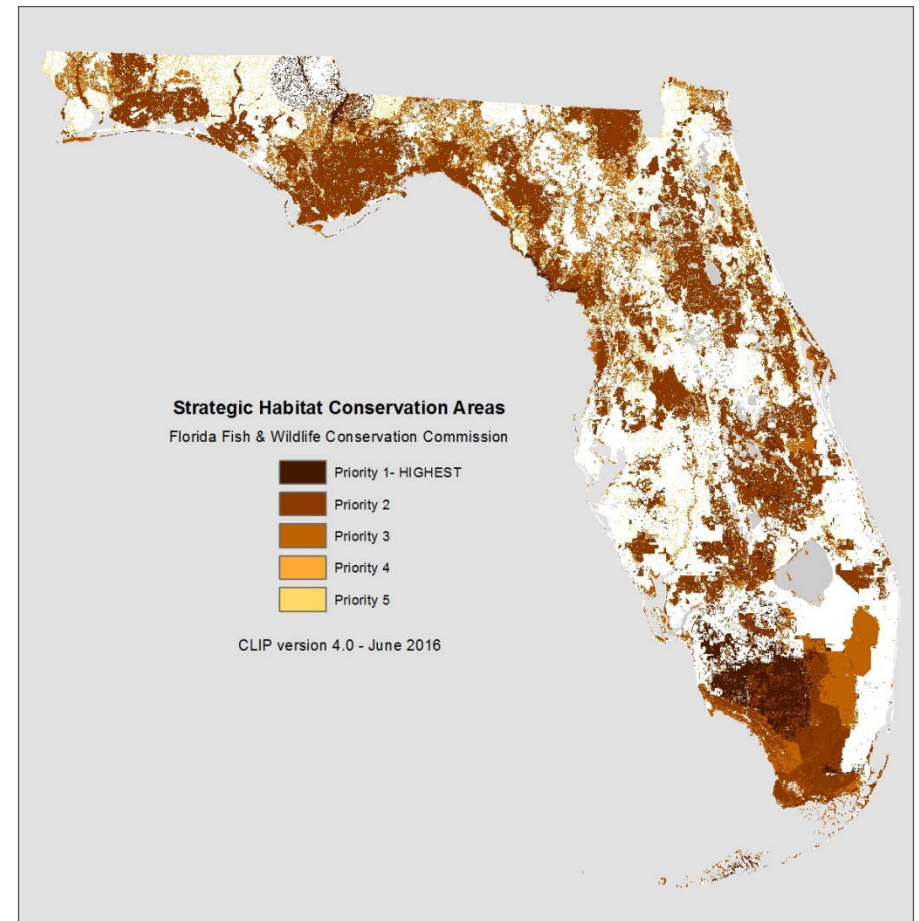 Strategic Habitat Conservation Areas
Florida Fish & Wildlife Conservation Commission
Priority 1- HIGHEST
Priority 2
Priority 3
Priority 4
Priority 5
CLIP version 4.0 - June 2016